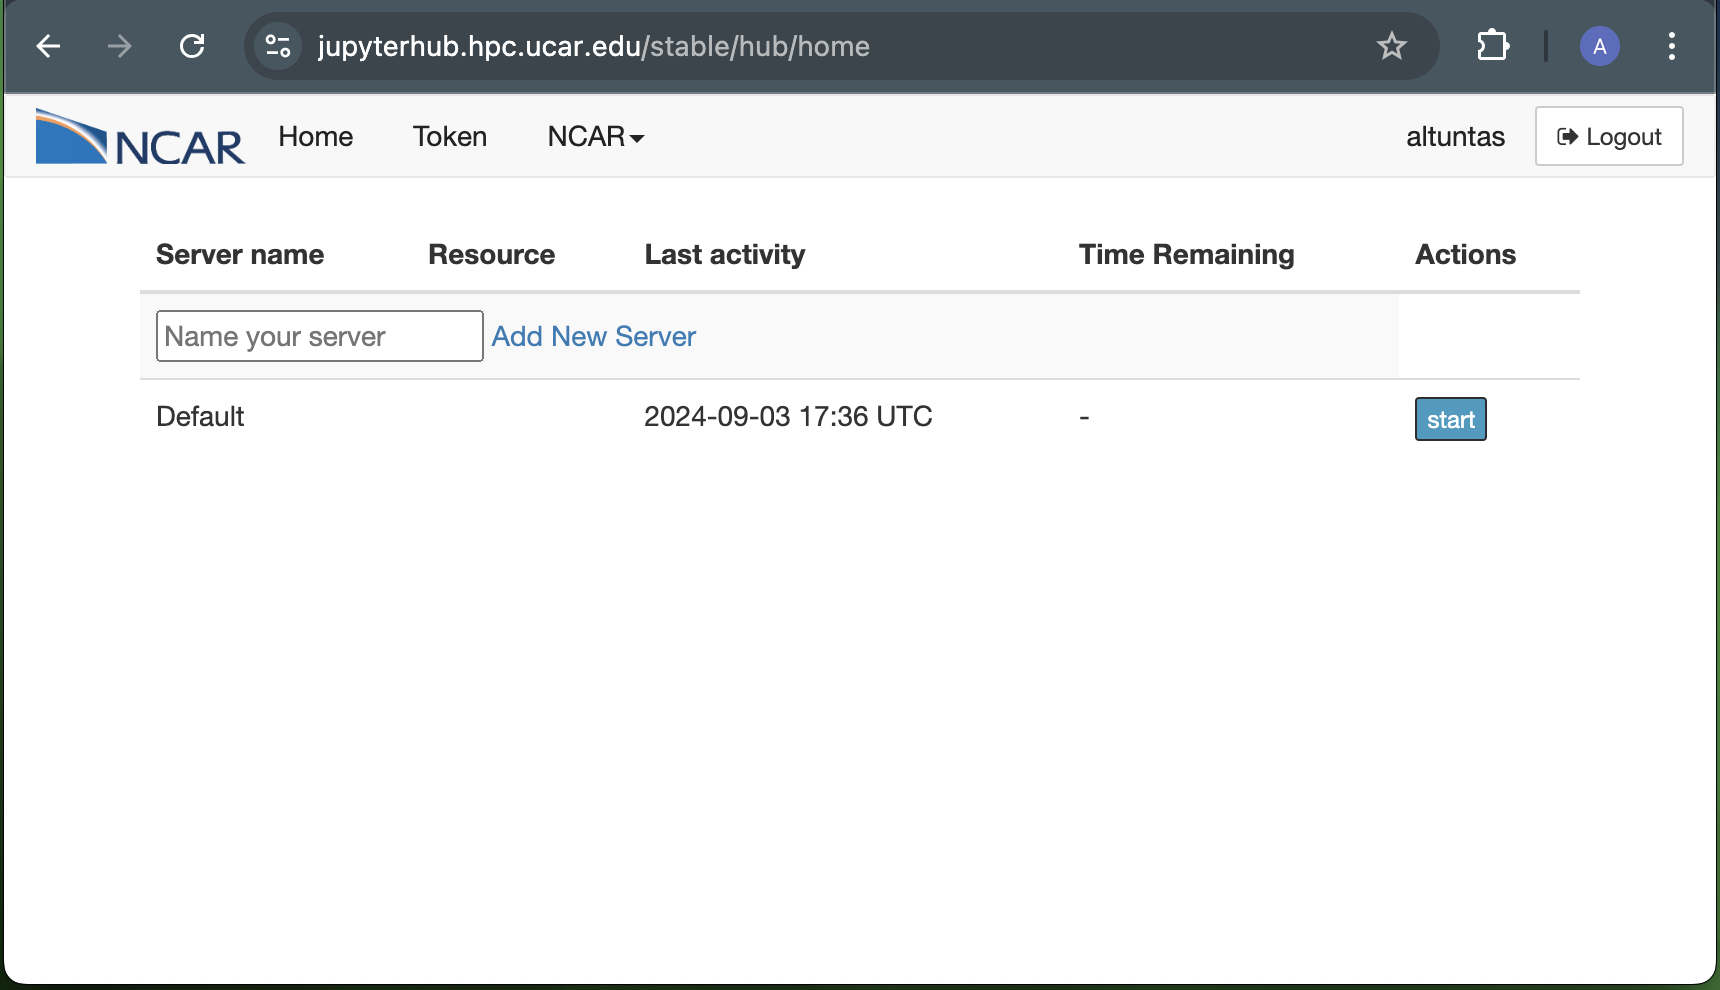 jupyterhub.hpc.ucar.edu/stable/hub/home
A
NCAR Home Token NCAR altuntas Logout
Server name Resource Last activity Time Remaining Actions
Name your server Add New Server
Default 2024-09-03 17:36 UTC - start